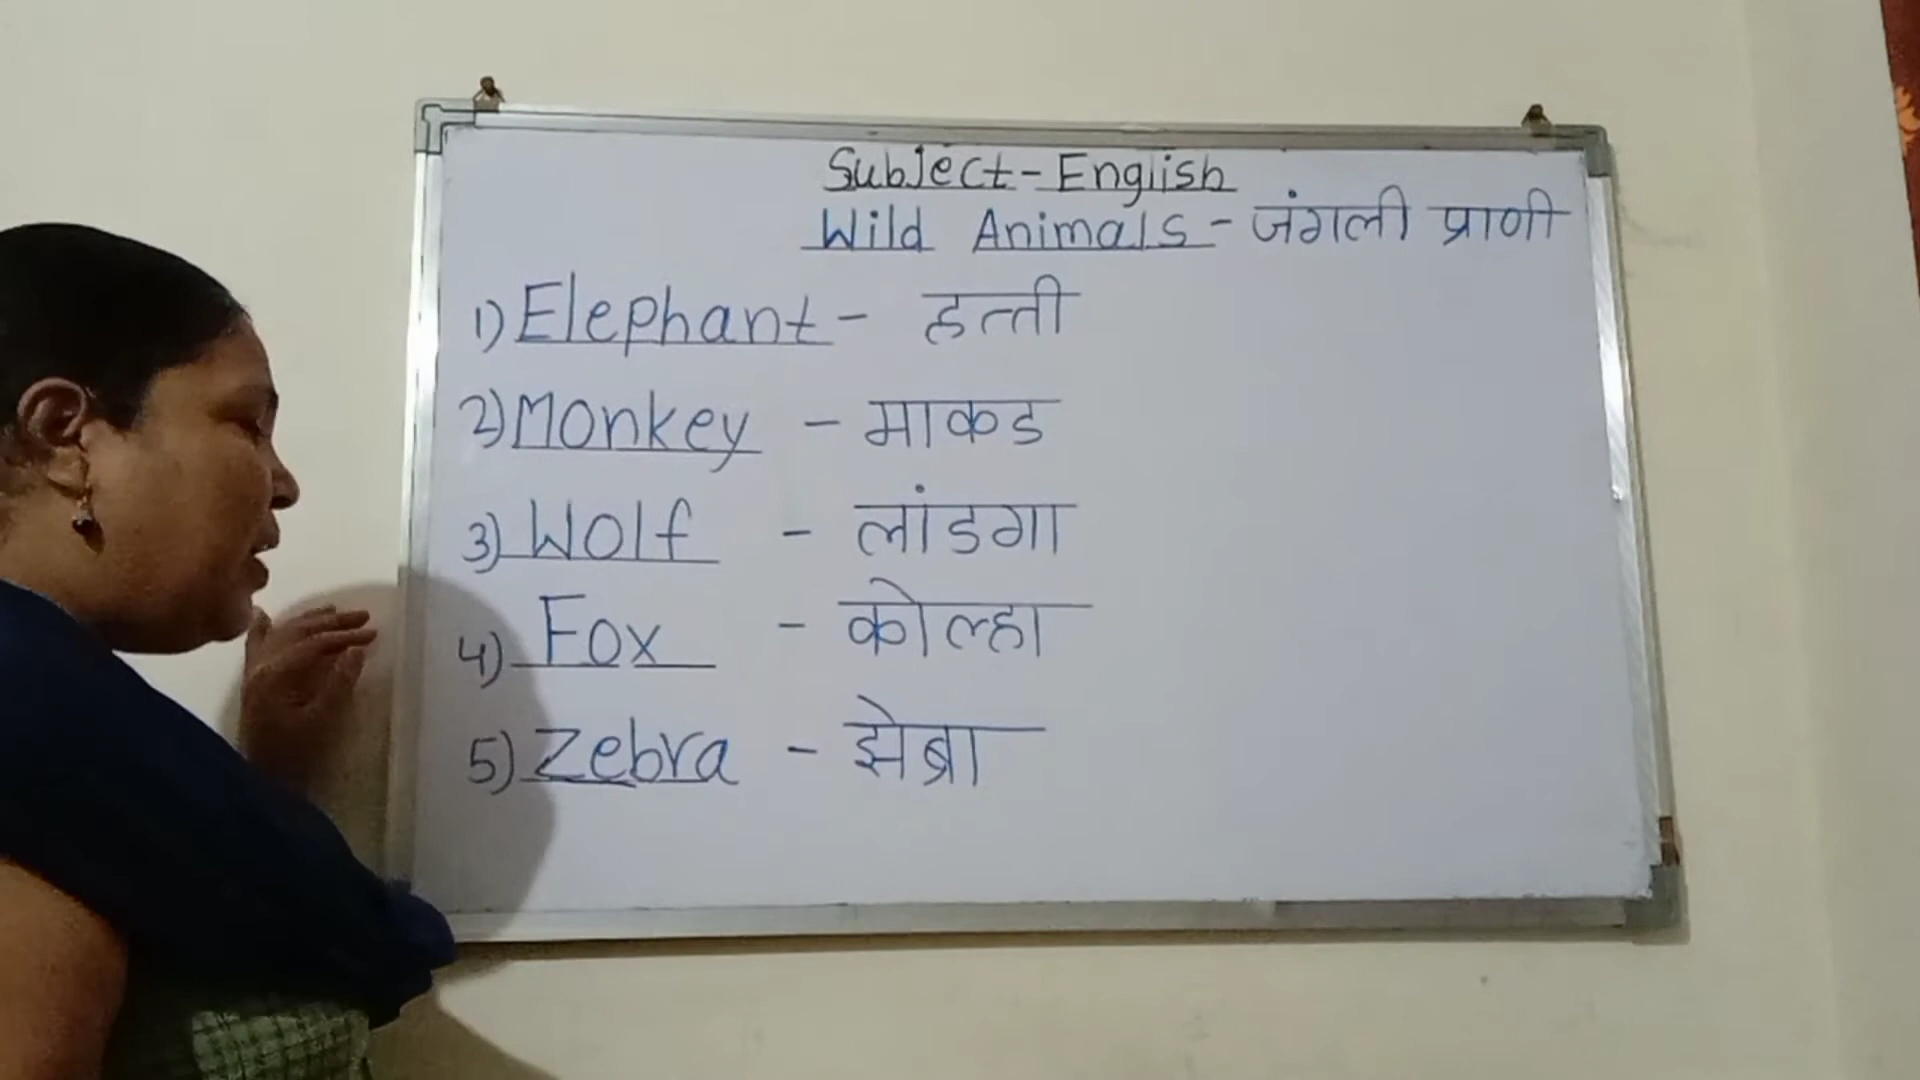 Subject-English
Wild Animals - जंगली प्राणी
1) Elephant - हत्ती
2) Monkey - माकड
3) Wolf - लांडगा
4) Fox - कोल्हा
5) Zebra - झेब्रा